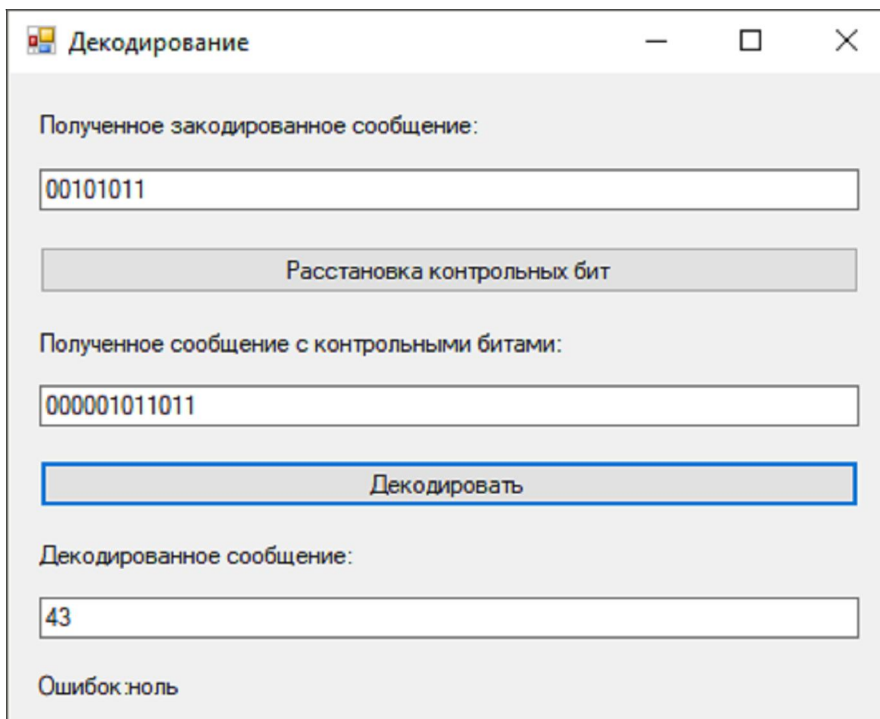 Декодирование
Полученное закодированное сообщение:
00101011
Расстановка контрольных бит
Полученное сообщение с контрольными битами:
000001011011
Декодировать
Декодированное сообщение:
43
Ошибок:ноль